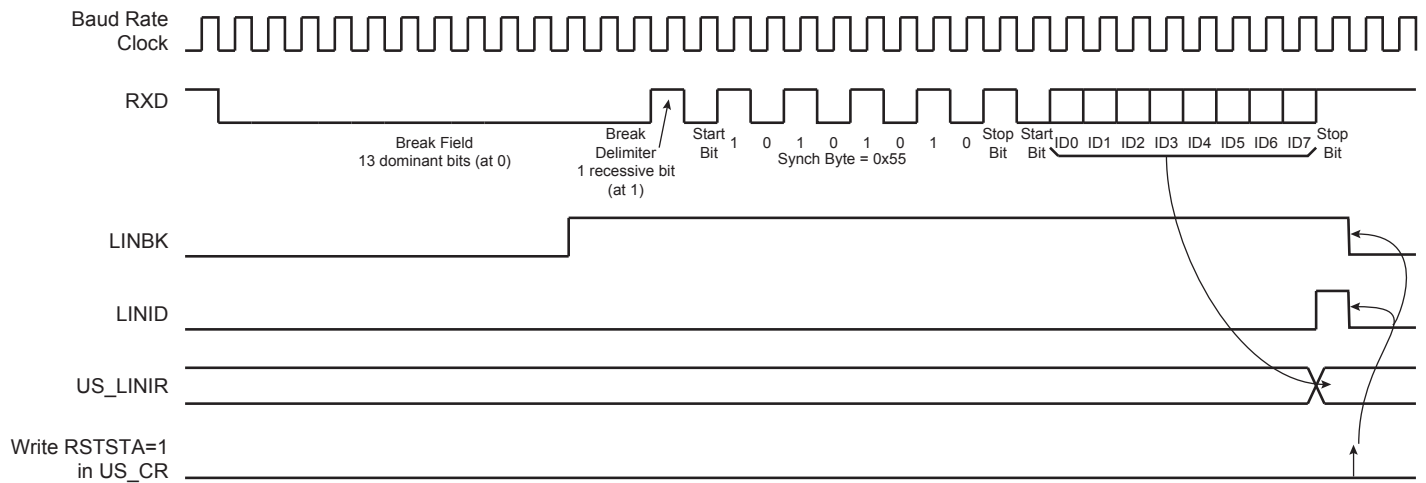 Baud Rate
Clock
RXD
Break Field
13 dominant bits (at 0)
Break
Delimiter
1 recessive bit
(at 1)
Start
Bit
1 0 1 0 1 0 1 0
Synch Byte = 0x55
Stop
Bit
Start
Bit
ID0 ID1 ID2 ID3 ID4 ID5 ID6 ID7
Stop
Bit
LINBK
LINID
US_LINIR
Write RSTSTA=1
in US_CR